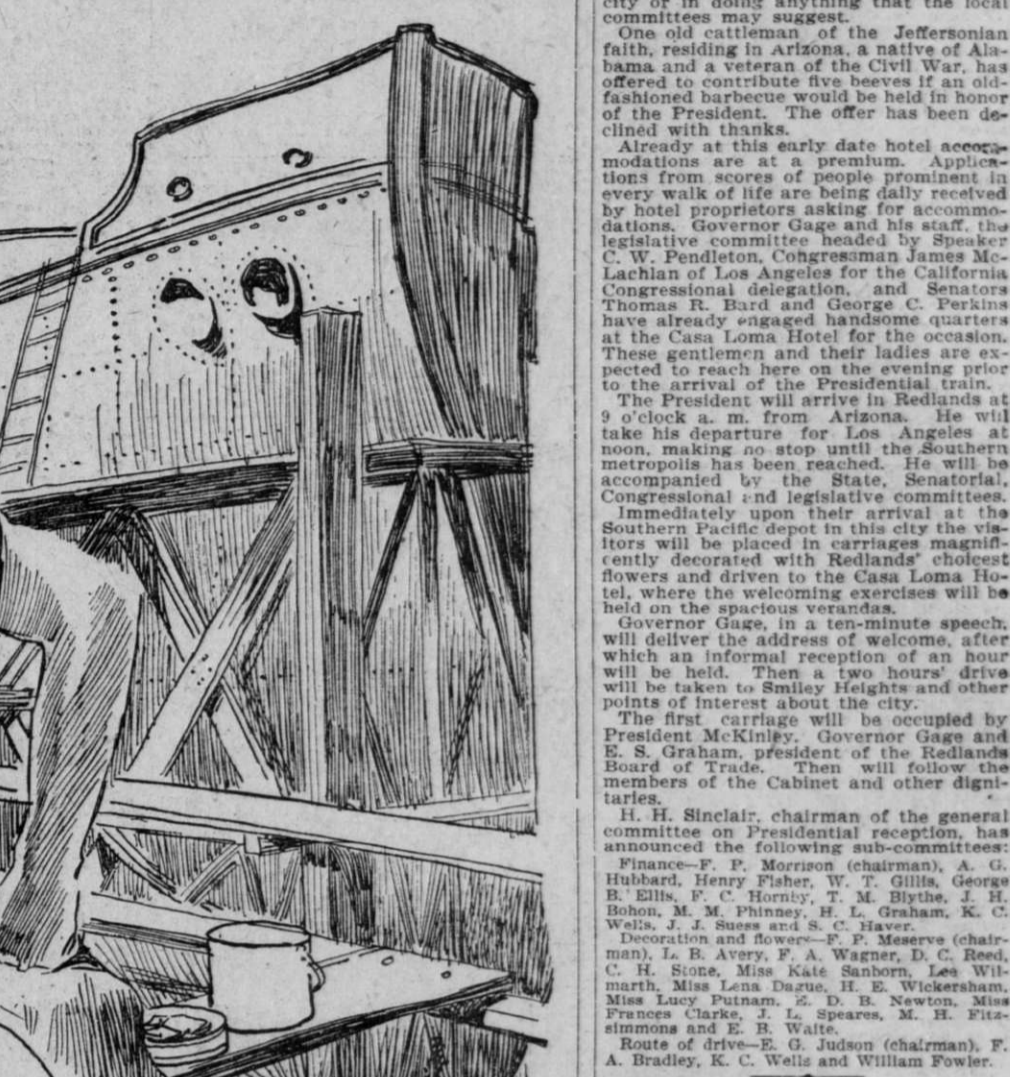 city or in doing anything that the local
committees may suggest.
One old cattleman of the Jeffersonian
faith, residing in Arizona, a native of Ala-
bama and a veteran of the Civil War, has
offered to contribute five beeves if an old-
fashioned barbecue would be held in honor
of the President. The offer has been de-
clined with thanks.
Already at this early date hotel accom-
modations are at a premium. Applica-
tions from scores of people prominent in
every walk of life are being daily received
by hotel proprietors asking for accommo-
dations. Governor Gage and his staff, the
legislative committee headed by Speaker
C. W. Pendleton, Congressman James Mc-
Lachlan of Los Angeles for the California
Congressional delegation, and Senators
Thomas R. Bard and George C. Perkins
have already engaged handsome quarters
at the Casa Loma Hotel for the occasion.
These gentlemen and their ladies are ex-
pected to reach here on the evening prior
to the arrival of the Presidential train.
The President will arrive in Redlands at
9 o'clock a. m. from Arizona. He will
take his departure for Los Angeles at
noon, making no stop until the Southern
metropolis has been reached. He will be
accompanied by the State, Senatorial,
Congressional and legislative committees.
Immediately upon their arrival at the
Southern Pacific depot in this city the vis-
itors will be placed in carriages magnifi-
cently decorated with Redlands' choicest
flowers and driven to the Casa Loma Ho-
tel, where the welcoming exercises will be
held on the spacious verandas.
Governor Gage, in a ten-minute speech,
will deliver the address of welcome, after
which an informal reception of an hour
will be held. Then a two hours' drive
will be taken to Smiley Heights and other
points of interest about the city.
The first carriage will be occupied by
President McKinley, Governor Gage and
E. S. Graham, president of the Redlands
Board of Trade. Then will follow the
members of the Cabinet and other digni-
taries.
H. H. Sinclair, chairman of the general
committee on Presidential reception, has
announced the following sub-committees:
Finance—F. P. Morrison (chairman), A. G.
Hubbard, Henry Fisher, W. T. Gillis, George
B. Ellis, F. C. Hornby, T. M. Blythe, J. H.
Bohon, M. M. Phinney, H. L. Graham, K. C.
Wells, J. J. Suess and S. C. Haver.
Decoration and flowers—F. P. Meserve (chair-
man), L. B. Avery, F. A. Wagner, D. C. Reed,
C. H. Stone, Miss Kate Sanborn, Lee Wil-
marth, Miss Lena Dague, H. E. Wickersham,
Miss Lucy Putnam, E. D. B. Newton, Miss
Frances Clarke, J. L. Speares, M. H. Fitz-
simmons and E. B. Waite.
Route of drive—E. G. Judson (chairman), F.
A. Bradley, K. C. Wells and William Fowler.